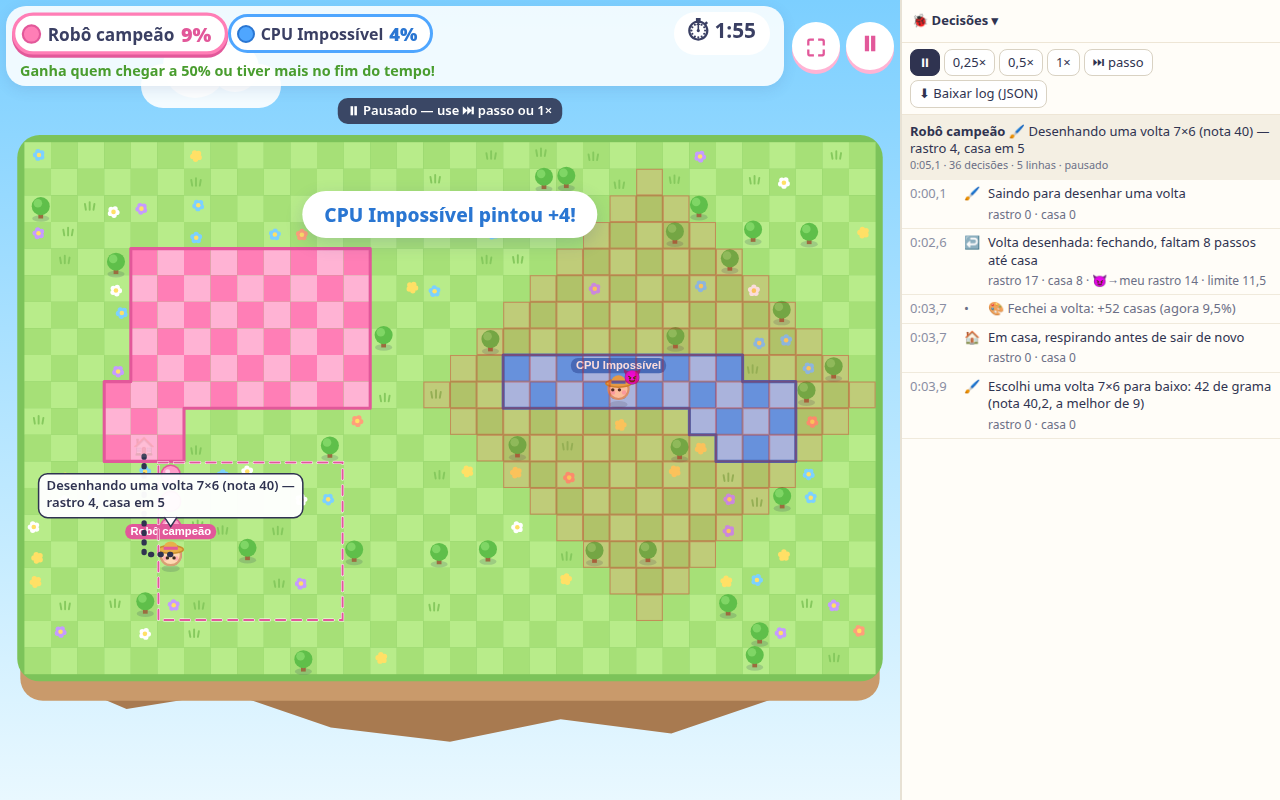 Robô campeão 9%
CPU Impossível 4%
1:55
Ganha quem chegar a 50% ou tiver mais no fim do tempo!
Pausado — use ⏭ passo ou 1×
CPU Impossível pintou +4!
CPU Impossível
Desenhando uma volta 7×6 (nota 40) —
rastro 4, casa em 5
Robô campeão
🐞 Decisões ▾
⏸ 0,25× 0,5× 1× ⏭ passo
⬇ Baixar log (JSON)
Robô campeão 🖌️ Desenhando uma volta 7×6 (nota 40) —
rastro 4, casa em 5
0:05,1 · 36 decisões · 5 linhas · pausado
0:00,1 🖌️ Saindo para desenhar uma volta
rastro 0 · casa 0
0:02,6 ↩️ Volta desenhada: fechando, faltam 8 passos
até casa
rastro 17 · casa 8 · 😈→meu rastro 14 · limite 11,5
0:03,7 • 🎨 Fechei a volta: +52 casas (agora 9,5%)
0:03,7 🏠 Em casa, respirando antes de sair de novo
rastro 0 · casa 0
0:03,9 🖌️ Escolhi uma volta 7×6 para baixo: 42 de grama
(nota 40,2, a melhor de 9)
rastro 0 · casa 0